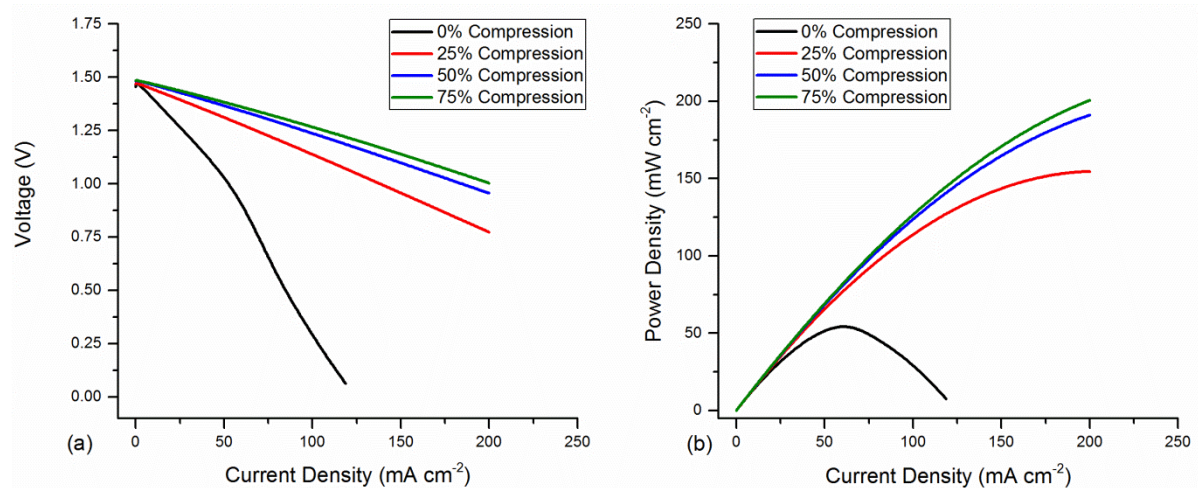 1.75
1.50
1.25
1.00
0.75
0.50
0.25
0.00
Voltage (V)
0% Compression
25% Compression
50% Compression
75% Compression
0
50
100
150
200
250
(a)
Current Density (mA cm-2)
250
200
150
100
50
0
Power Density (mW cm-2)
0% Compression
25% Compression
50% Compression
75% Compression
0
50
100
150
200
250
(b)
Current Density (mA cm-2)